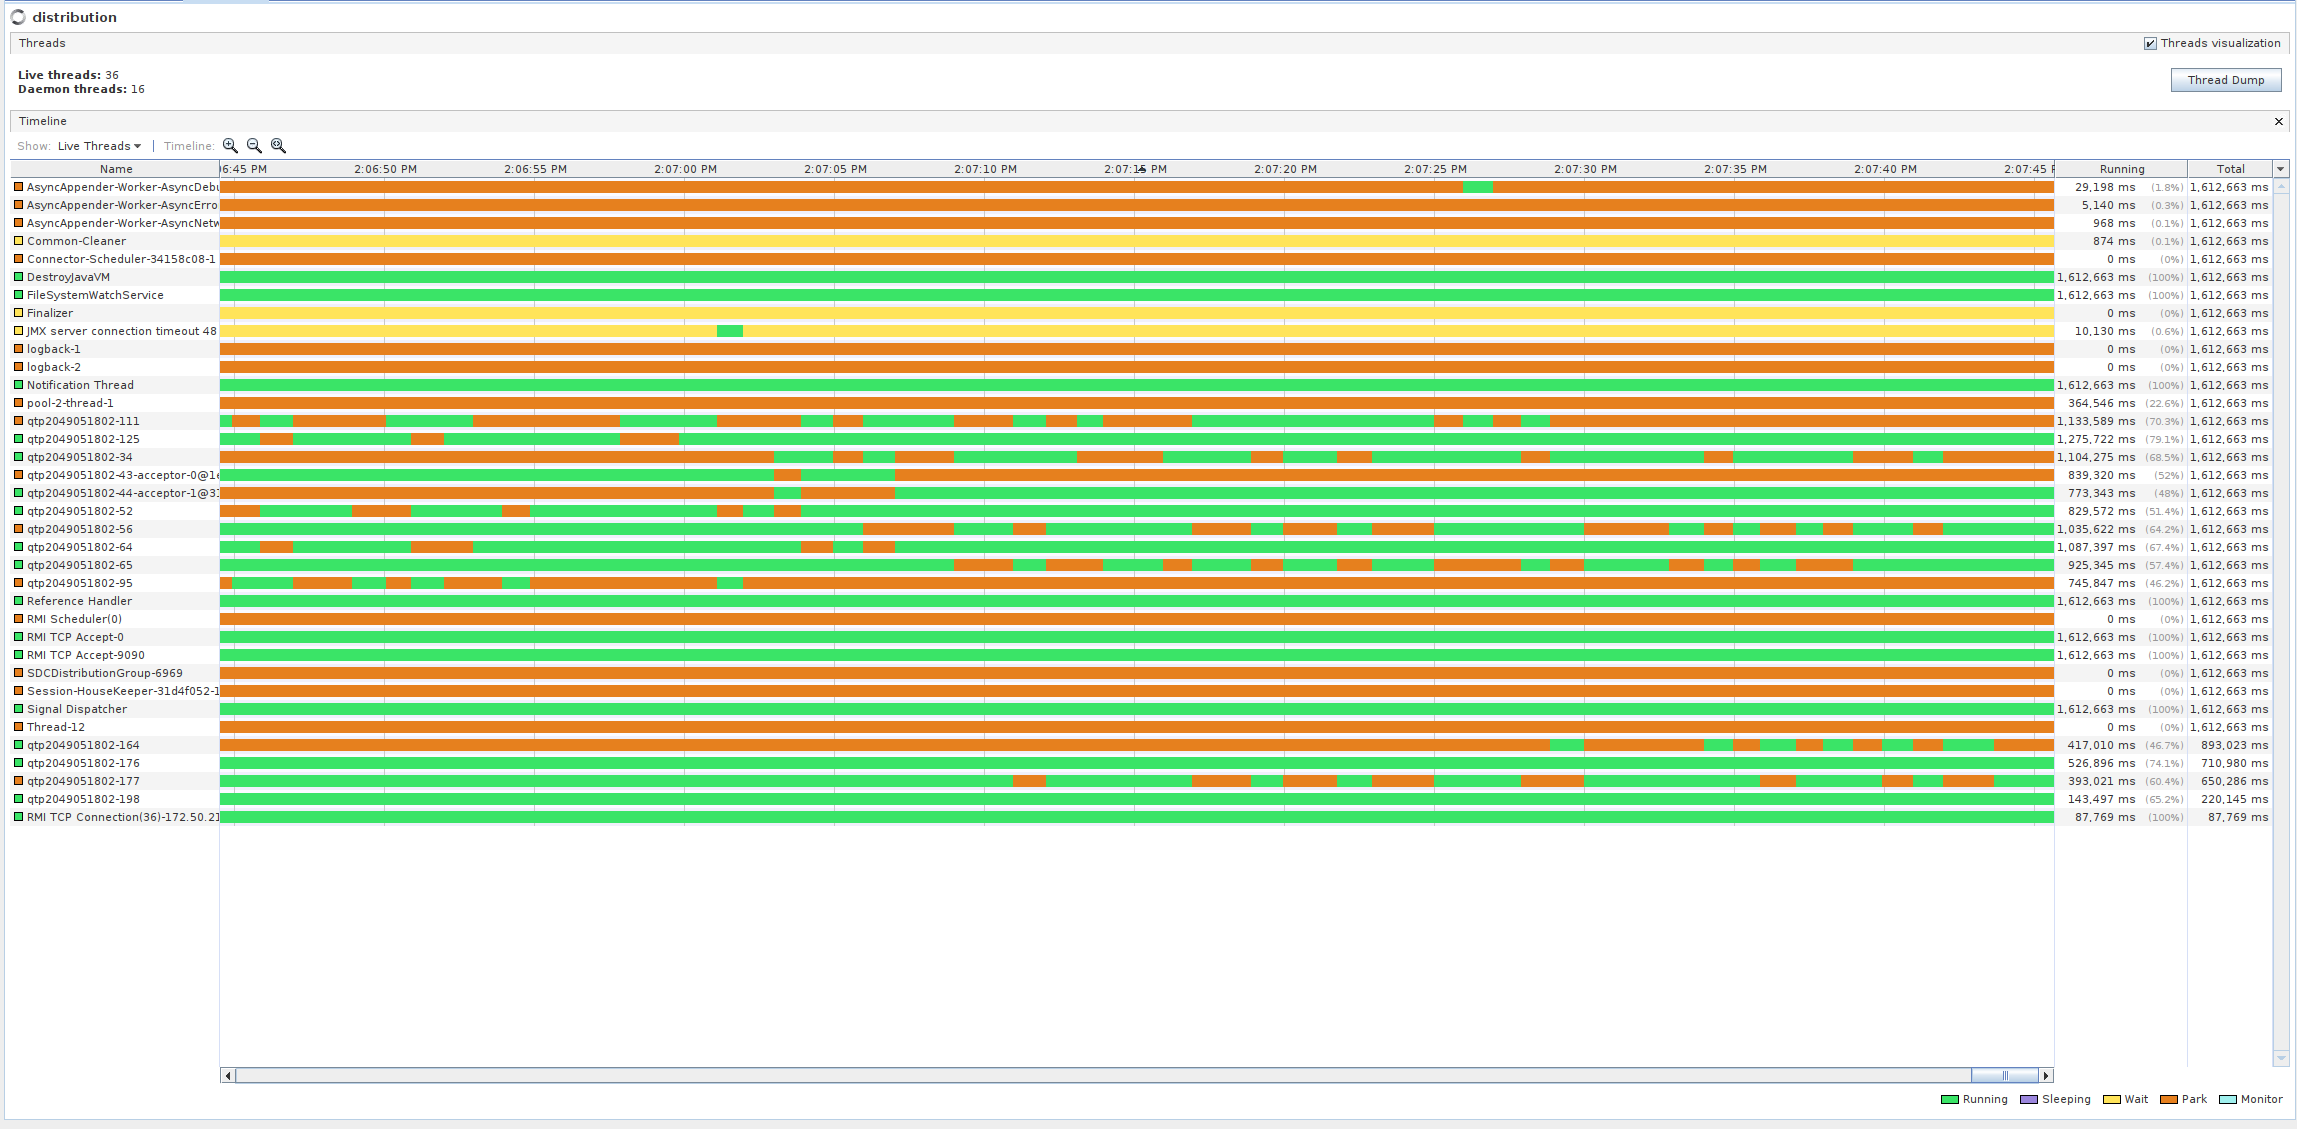 distribution
Threads
Threads visualization
Live threads: 36
Daemon threads: 16
Thread Dump
Timeline
Show: Live Threads | Timeline:
Name 06:45 PM 2:06:50 PM 2:06:55 PM 2:07:00 PM 2:07:05 PM 2:07:10 PM 2:07:15 PM 2:07:20 PM 2:07:25 PM 2:07:30 PM 2:07:35 PM 2:07:40 PM 2:07:45 P Running Total
AsyncAppender-Worker-AsyncDebu 29,198 ms (1.8%) 1,612,663 ms
AsyncAppender-Worker-AsyncErro 5,140 ms (0.3%) 1,612,663 ms
AsyncAppender-Worker-AsyncNetw 968 ms (0.1%) 1,612,663 ms
Common-Cleaner 874 ms (0.1%) 1,612,663 ms
Connector-Scheduler-34158c08-1 0 ms (0%) 1,612,663 ms
DestroyJavaVM 1,612,663 ms (100%) 1,612,663 ms
FileSystemWatchService 1,612,663 ms (100%) 1,612,663 ms
Finalizer 0 ms (0%) 1,612,663 ms
JMX server connection timeout 48 10,130 ms (0.6%) 1,612,663 ms
logback-1 0 ms (0%) 1,612,663 ms
logback-2 0 ms (0%) 1,612,663 ms
Notification Thread 1,612,663 ms (100%) 1,612,663 ms
pool-2-thread-1 364,546 ms (22.6%) 1,612,663 ms
qtp2049051802-111 1,133,589 ms (70.3%) 1,612,663 ms
qtp2049051802-125 1,275,722 ms (79.1%) 1,612,663 ms
qtp2049051802-34 1,104,275 ms (68.5%) 1,612,663 ms
qtp2049051802-43-acceptor-0@1e 839,320 ms (52%) 1,612,663 ms
qtp2049051802-44-acceptor-1@31 773,343 ms (48%) 1,612,663 ms
qtp2049051802-52 829,572 ms (51.4%) 1,612,663 ms
qtp2049051802-56 1,035,622 ms (64.2%) 1,612,663 ms
qtp2049051802-64 1,087,397 ms (67.4%) 1,612,663 ms
qtp2049051802-65 925,345 ms (57.4%) 1,612,663 ms
qtp2049051802-95 745,847 ms (46.2%) 1,612,663 ms
Reference Handler 1,612,663 ms (100%) 1,612,663 ms
RMI Scheduler(0) 0 ms (0%) 1,612,663 ms
RMI TCP Accept-0 1,612,663 ms (100%) 1,612,663 ms
RMI TCP Accept-9090 1,612,663 ms (100%) 1,612,663 ms
SDCDistributionGroup-6969 0 ms (0%) 1,612,663 ms
Session-HouseKeeper-31d4f052-1 0 ms (0%) 1,612,663 ms
Signal Dispatcher 1,612,663 ms (100%) 1,612,663 ms
Thread-12 0 ms (0%) 1,612,663 ms
qtp2049051802-164 417,010 ms (46.7%) 893,023 ms
qtp2049051802-176 526,896 ms (74.1%) 710,980 ms
qtp2049051802-177 393,021 ms (60.4%) 650,286 ms
qtp2049051802-198 143,497 ms (65.2%) 220,145 ms
RMI TCP Connection(36)-172.50.21 87,769 ms (100%) 87,769 ms
Running Sleeping Wait Park Monitor